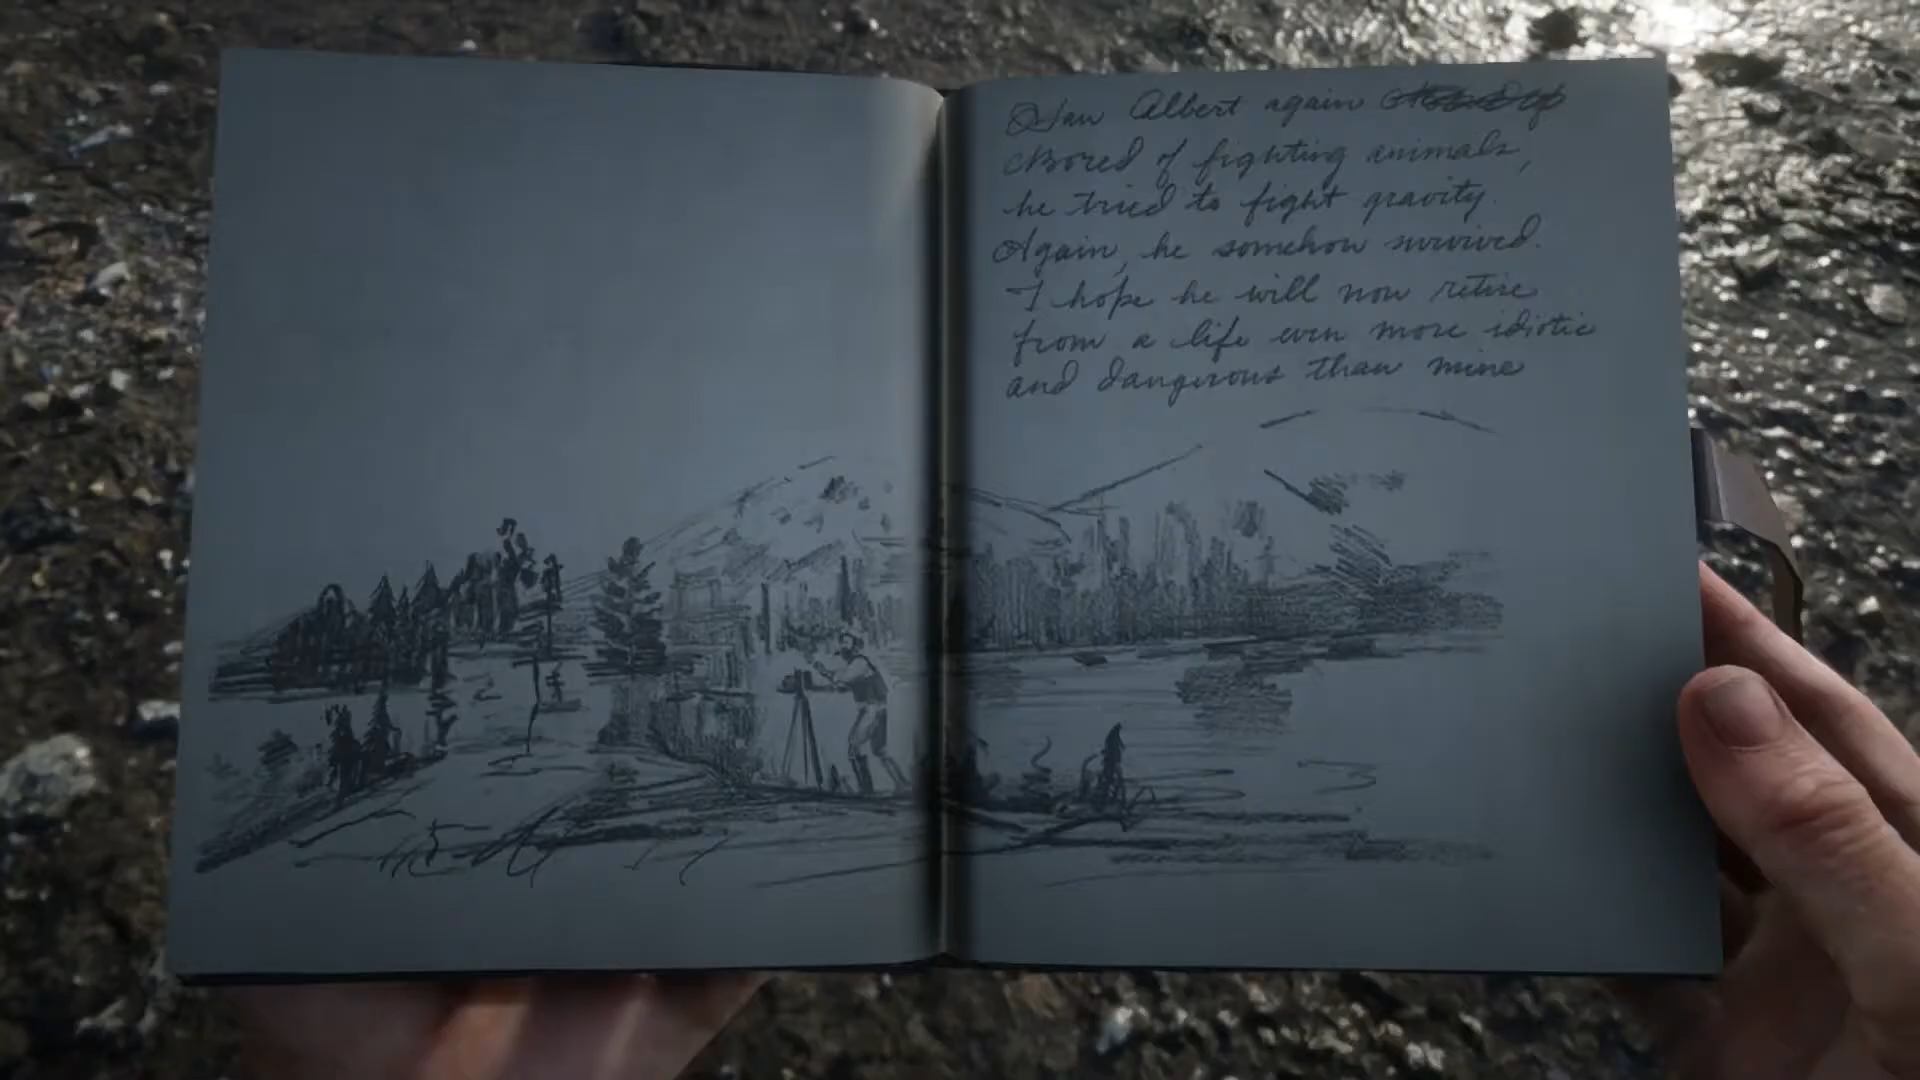 Saw Albert again
Bored of fighting animals,
he tried to fight gravity.
Again, he somehow survived.
I hope he will now retire
from a life even more idiotic
and dangerous than mine